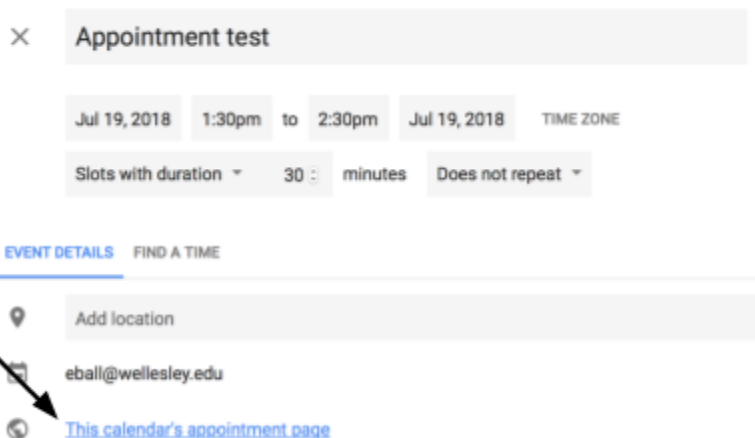 Appointment test
Jul 19, 2018 1:30pm to 2:30pm Jul 19, 2018 TIME ZONE
Slots with duration 30 minutes Does not repeat
EVENT DETAILS FIND A TIME
Add location
eball@wellesley.edu
This calendar's appointment page